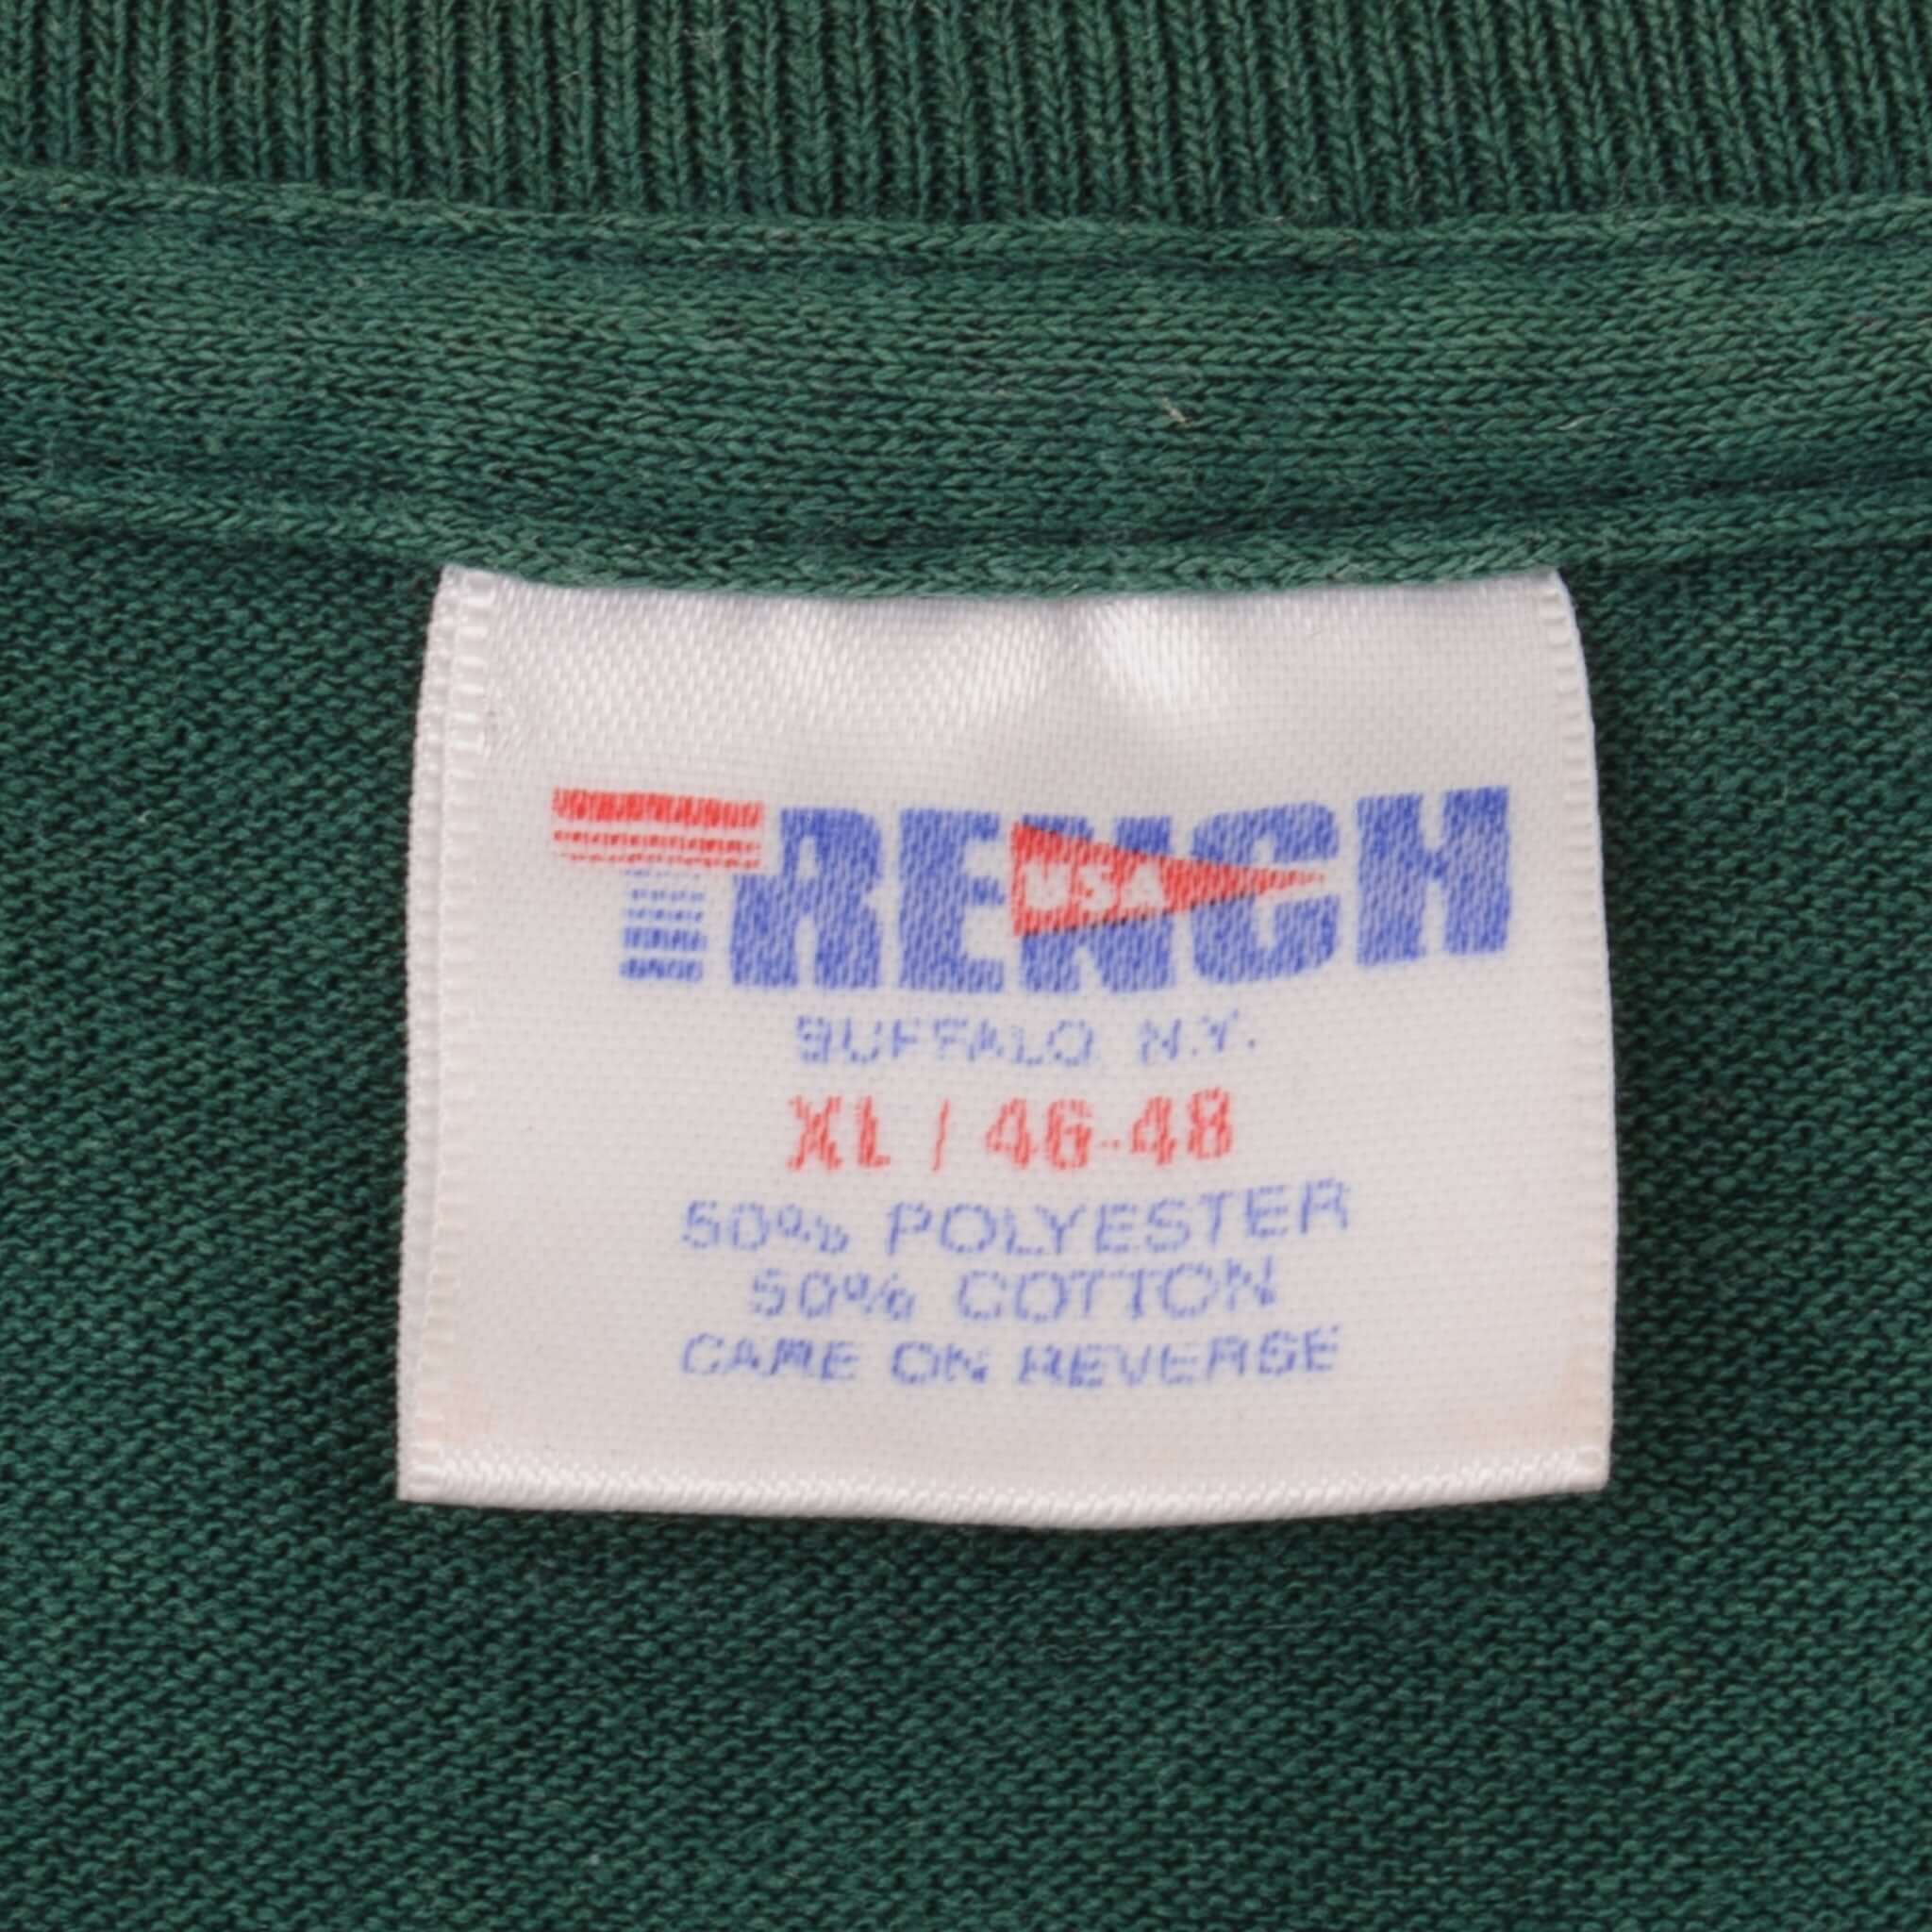 TRENCH
USA
BUFFALO N.Y.
XL / 46-48
50% POLYESTER
50% COTTON
CARE ON REVERSE